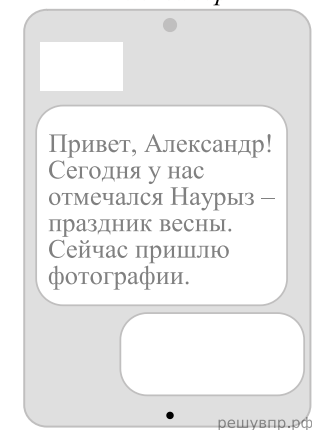 Привет, Александр!
Сегодня у нас
отмечался Наурыз –
праздник весны.
Сейчас пришлю
фотографии.
решувпр.рф